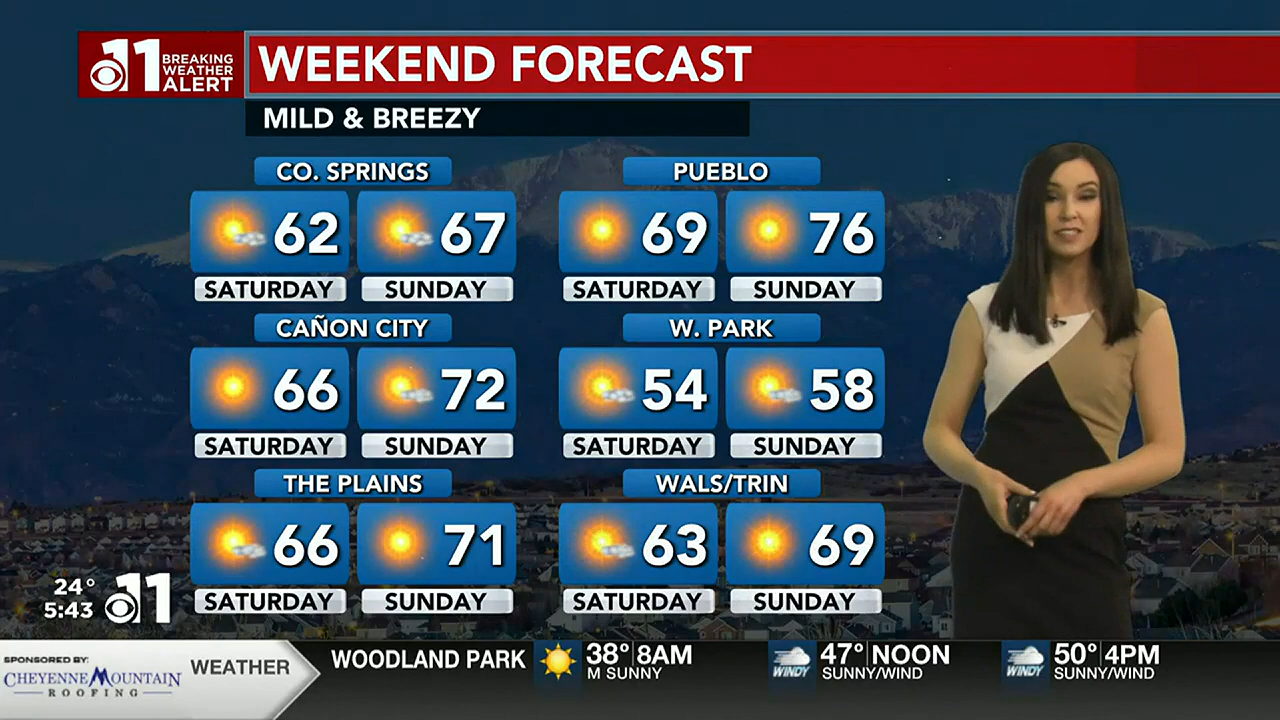 11 BREAKING WEATHER ALERT
WEEKEND FORECAST
MILD & BREEZY
CO. SPRINGS
62 67
SATURDAY SUNDAY
PUEBLO
69 76
SATURDAY SUNDAY
CAÑON CITY
66 72
SATURDAY SUNDAY
W. PARK
54 58
SATURDAY SUNDAY
THE PLAINS
66 71
SATURDAY SUNDAY
WALS/TRIN
63 69
SATURDAY SUNDAY
24°
5:43
11
SPONSORED BY:
CHEYENNE MOUNTAIN
ROOFING
WEATHER
WOODLAND PARK
38° 8AM
M SUNNY
WINDY
47° NOON
SUNNY/WIND
WINDY
50° 4PM
SUNNY/WIND